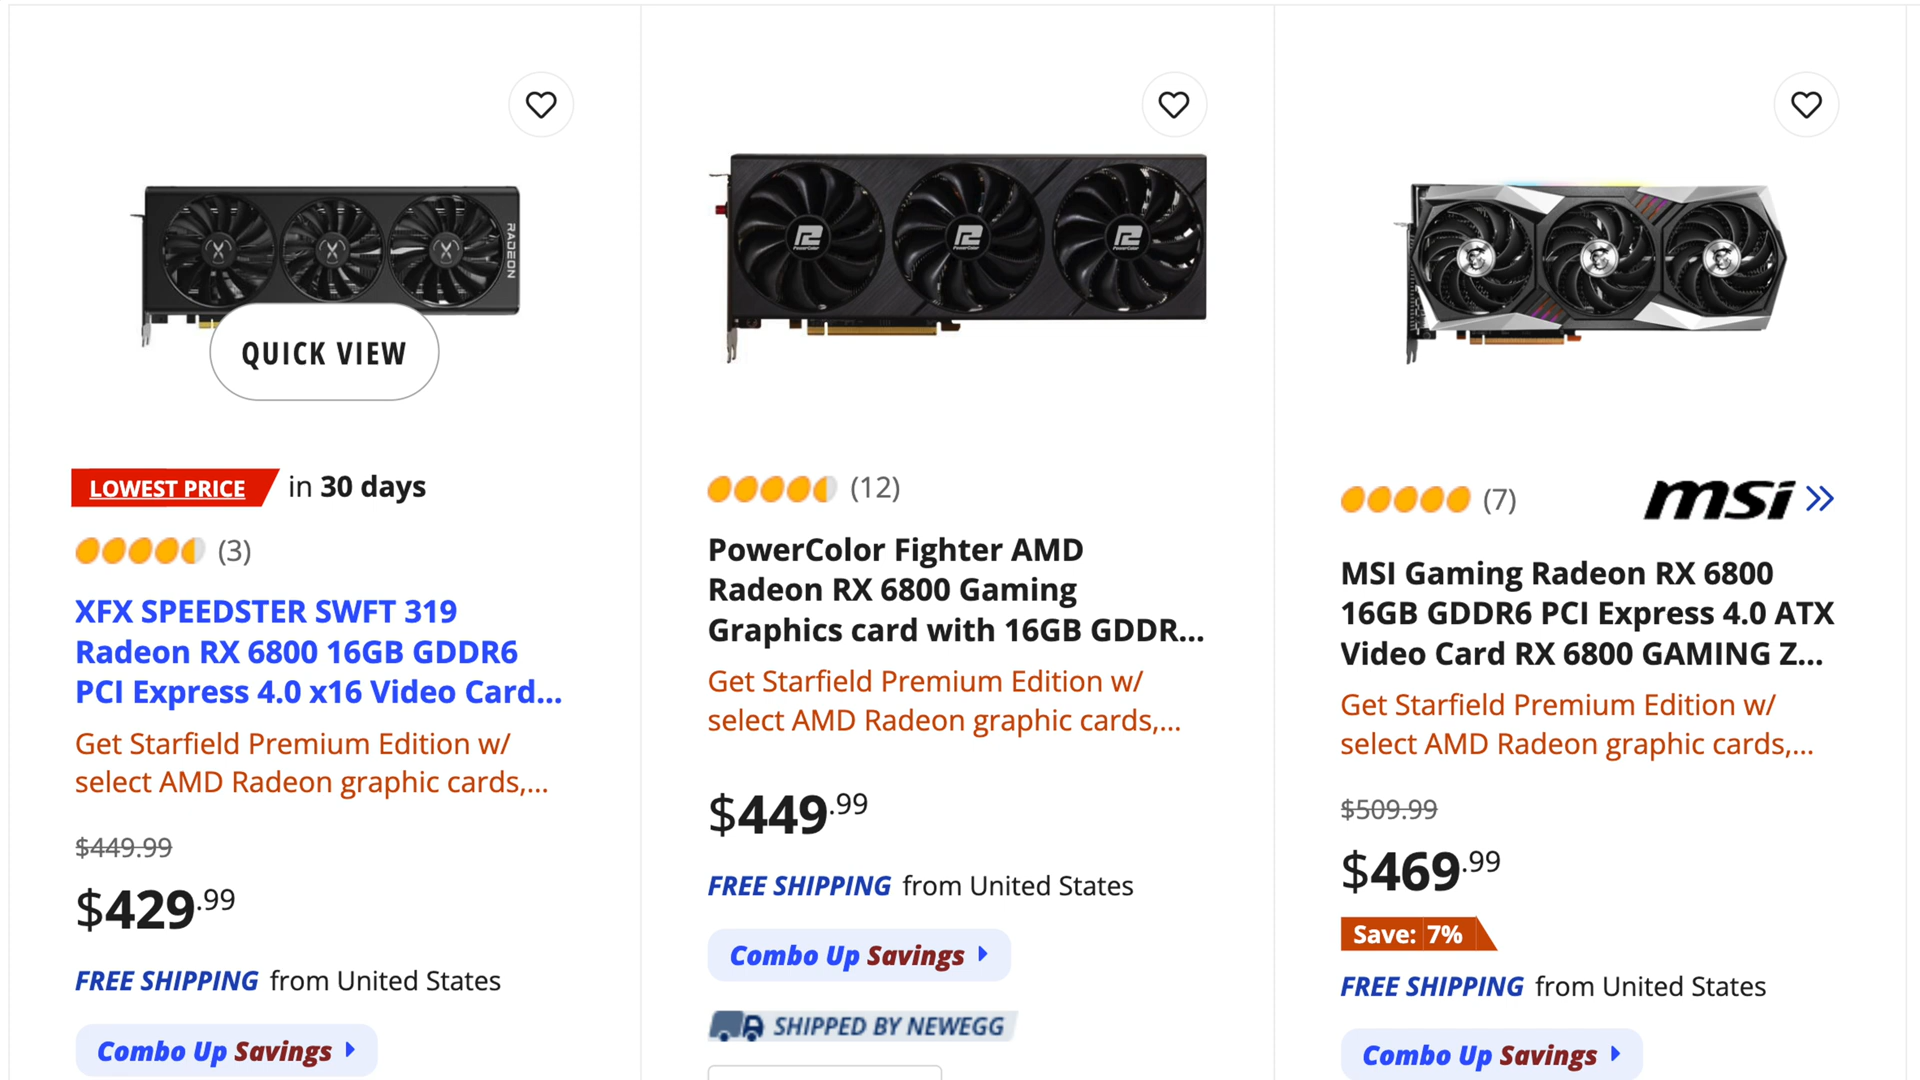 RADEON
QUICK VIEW
LOWEST PRICE in 30 days
(3)
XFX SPEEDSTER SWFT 319
Radeon RX 6800 16GB GDDR6
PCI Express 4.0 x16 Video Card...
Get Starfield Premium Edition w/
select AMD Radeon graphic cards,...
$449.99
$429.99
FREE SHIPPING from United States
Combo Up Savings
PowerColor
PowerColor
PowerColor
(12)
PowerColor Fighter AMD
Radeon RX 6800 Gaming
Graphics card with 16GB GDDR...
Get Starfield Premium Edition w/
select AMD Radeon graphic cards,...
$449.99
FREE SHIPPING from United States
Combo Up Savings
SHIPPED BY NEWEGG
(7)
msi
MSI Gaming Radeon RX 6800
16GB GDDR6 PCI Express 4.0 ATX
Video Card RX 6800 GAMING Z...
Get Starfield Premium Edition w/
select AMD Radeon graphic cards,...
$509.99
$469.99
Save: 7%
FREE SHIPPING from United States
Combo Up Savings